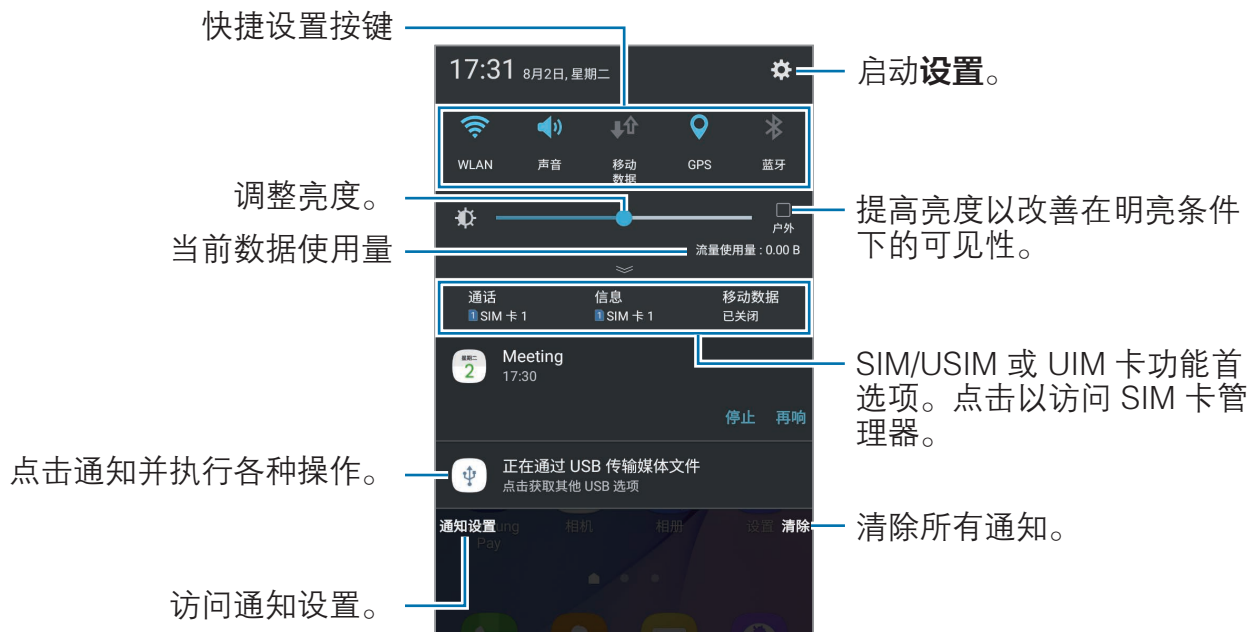 快捷设置按键
17:31 8月2日, 星期二
启动设置。
WLAN 声音 移动数据 GPS 蓝牙
调整亮度。
户外
提高亮度以改善在明亮条件
下的可见性。
当前数据使用量
流量使用量 : 0.00 B
通话 信息 移动数据
1 SIM 卡 1 1 SIM 卡 1 已关闭
SIM/USIM 或 UIM 卡功能首
选项。点击以访问 SIM 卡管
理器。
星期二
2
Meeting
17:30
停止 再响
点击通知并执行各种操作。
正在通过 USB 传输媒体文件
点击获取其他 USB 选项
通知设置 相机 相册 设置 清除
Pay
清除所有通知。
访问通知设置。